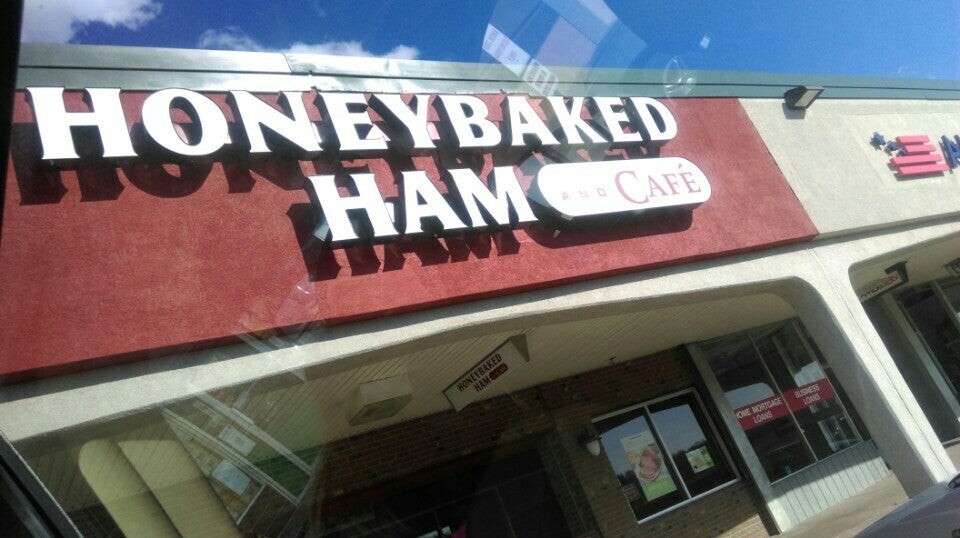 HONEYBAKED
HAM AND CAFÉ
HONEYBAKED
HAM
HOME MORTGAGE
LOANS
BUSINESS
LOANS